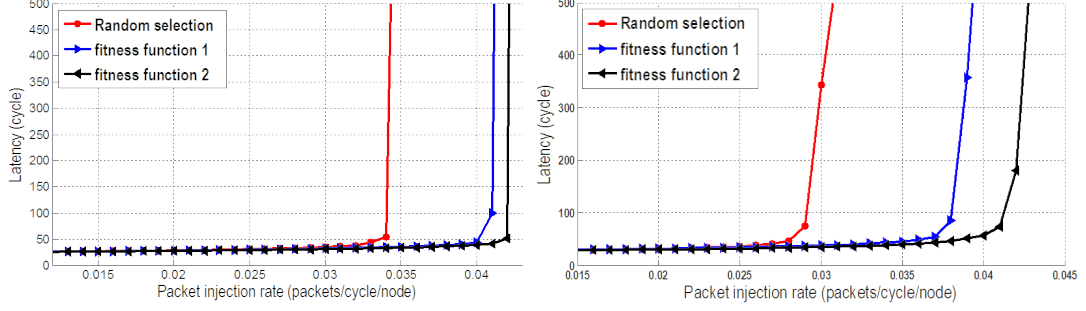 500
450
400
350
300
250
200
150
100
50
0
Latency (cycle)
Random selection
fitness function 1
fitness function 2
0.015 0.02 0.025 0.03 0.035 0.04
Packet injection rate (packets/cycle/node)
500
400
300
200
100
0
Latency (cycle)
Random selection
fitness function 1
fitness function 2
0.015 0.02 0.025 0.03 0.035 0.04 0.045
Packet injection rate (packets/cycle/node)